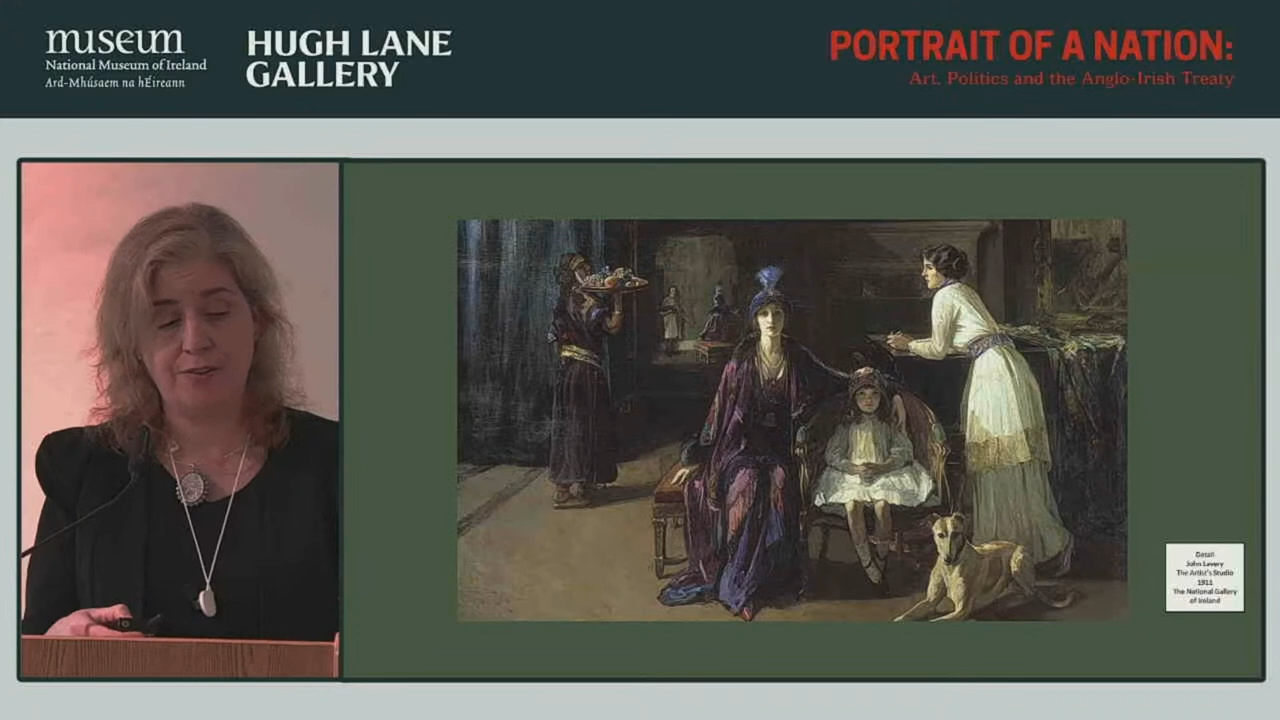 museum
National Museum of Ireland
Ard-Mhúsaem na hÉireann
HUGH LANE
GALLERY
PORTRAIT OF A NATION:
Art, Politics and the Anglo-Irish Treaty
Detail
John Lavery
The Artist's Studio
1911
The National Gallery
of Ireland